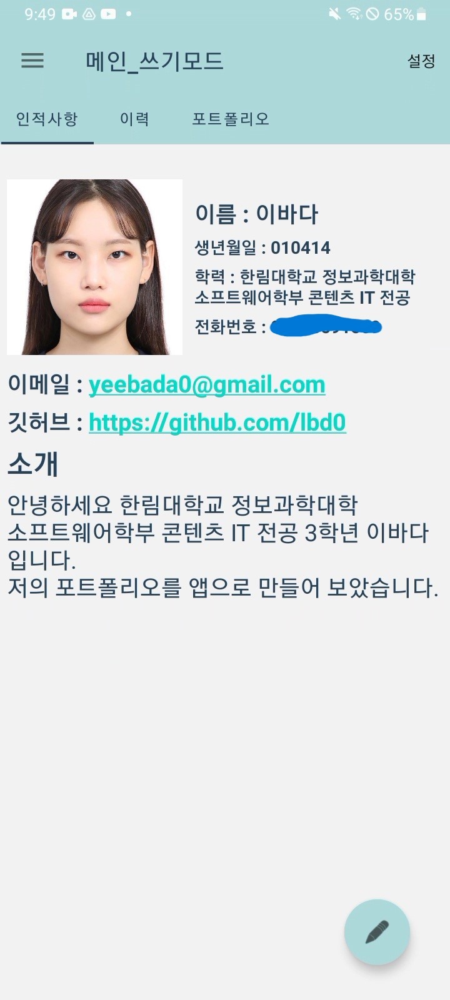 9:49
65%
메인_쓰기모드
설정
인적사항 이력 포트폴리오
이름 : 이바다
생년월일 : 010414
학력 : 한림대학교 정보과학대학
소프트웨어학부 콘텐츠 IT 전공
전화번호 :
이메일 : yeebada0@gmail.com
깃허브 : https://github.com/lbd0
소개
안녕하세요 한림대학교 정보과학대학
소프트웨어학부 콘텐츠 IT 전공 3학년 이바다
입니다.
저의 포트폴리오를 앱으로 만들어 보았습니다.